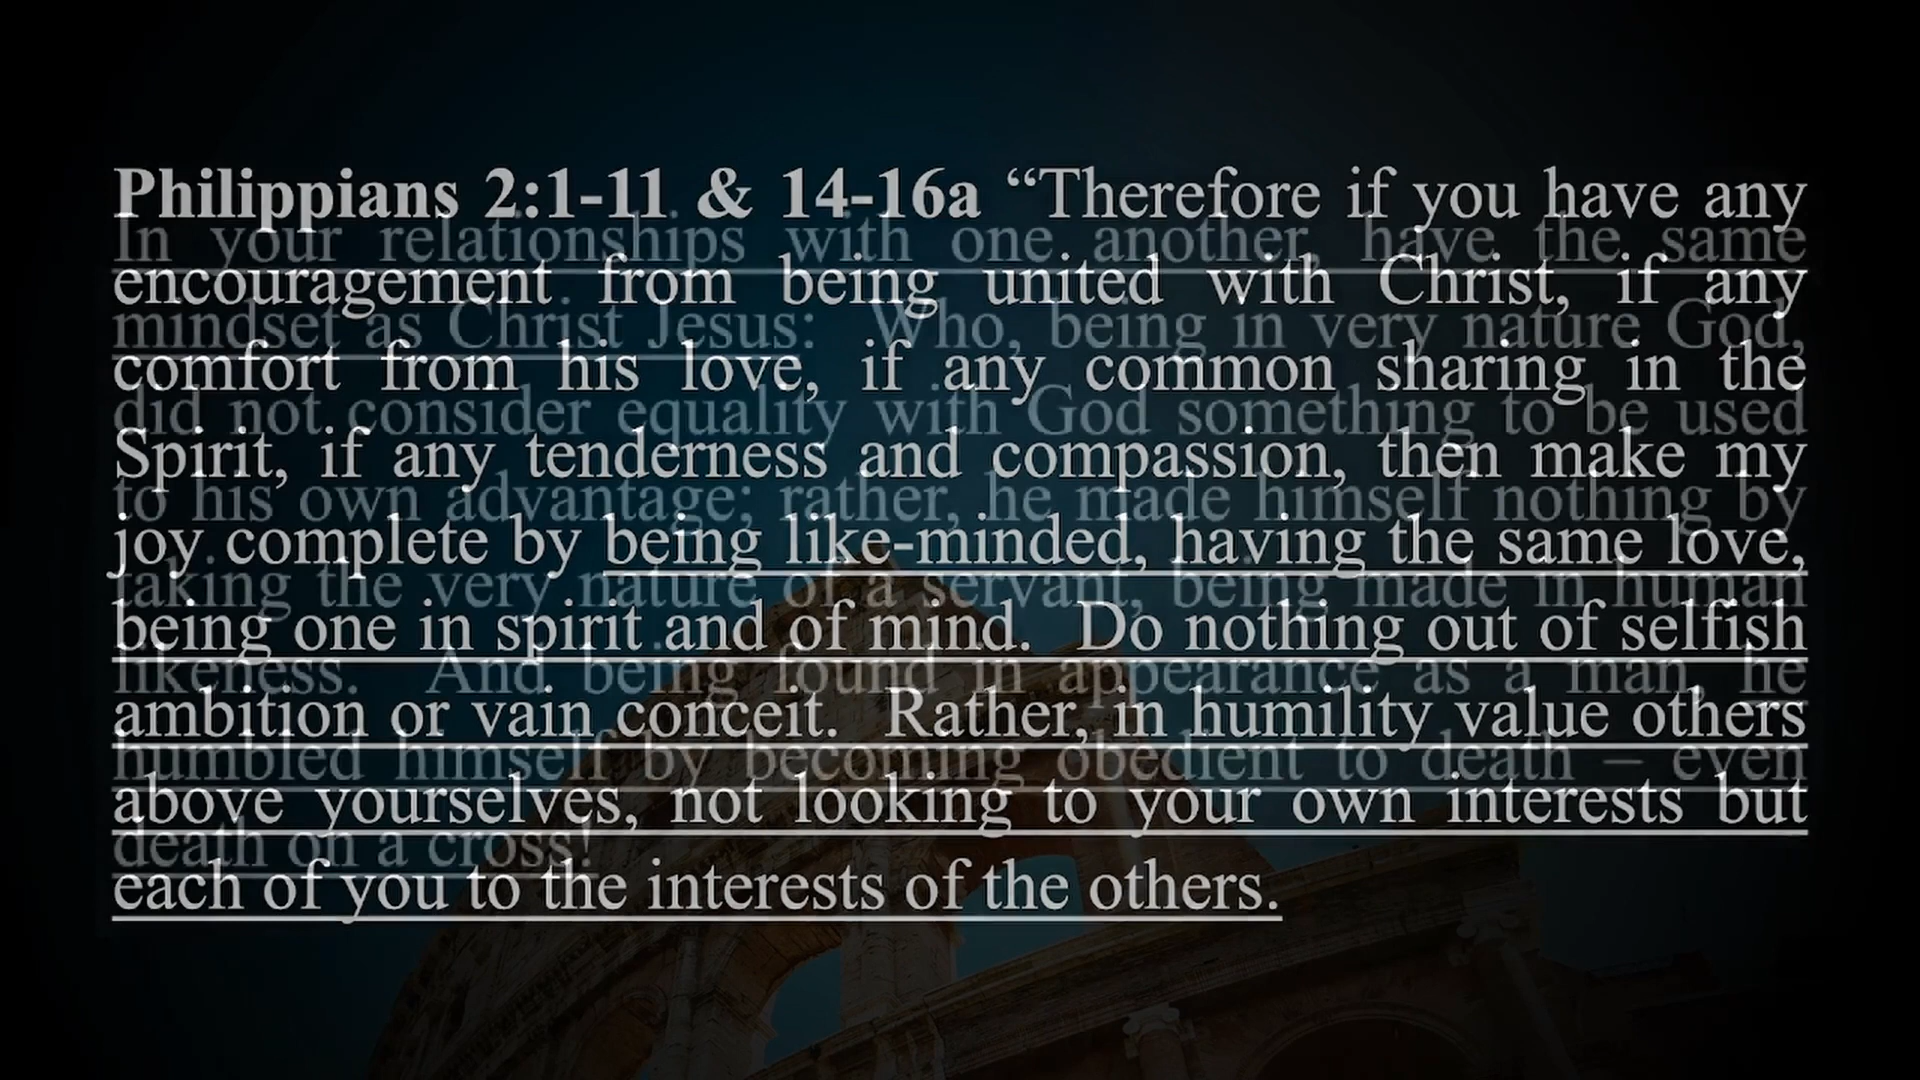 Philippians 2:1-11 & 14-16a “Therefore if you have any
encouragement from being united with Christ, if any
comfort from his love, if any common sharing in the
Spirit, if any tenderness and compassion, then make my
joy complete by being like-minded, having the same love,
being one in spirit and of mind. Do nothing out of selfish
ambition or vain conceit. Rather, in humility value others
above yourselves, not looking to your own interests but
each of you to the interests of the others.
In your relationships with one another, have the same
mindset as Christ Jesus: Who, being in very nature God,
did not consider equality with God something to be used
to his own advantage; rather, he made himself nothing by
taking the very nature of a servant, being made in human
likeness. And being found in appearance as a man, he
humbled himself by becoming obedient to death – even
death on a cross!